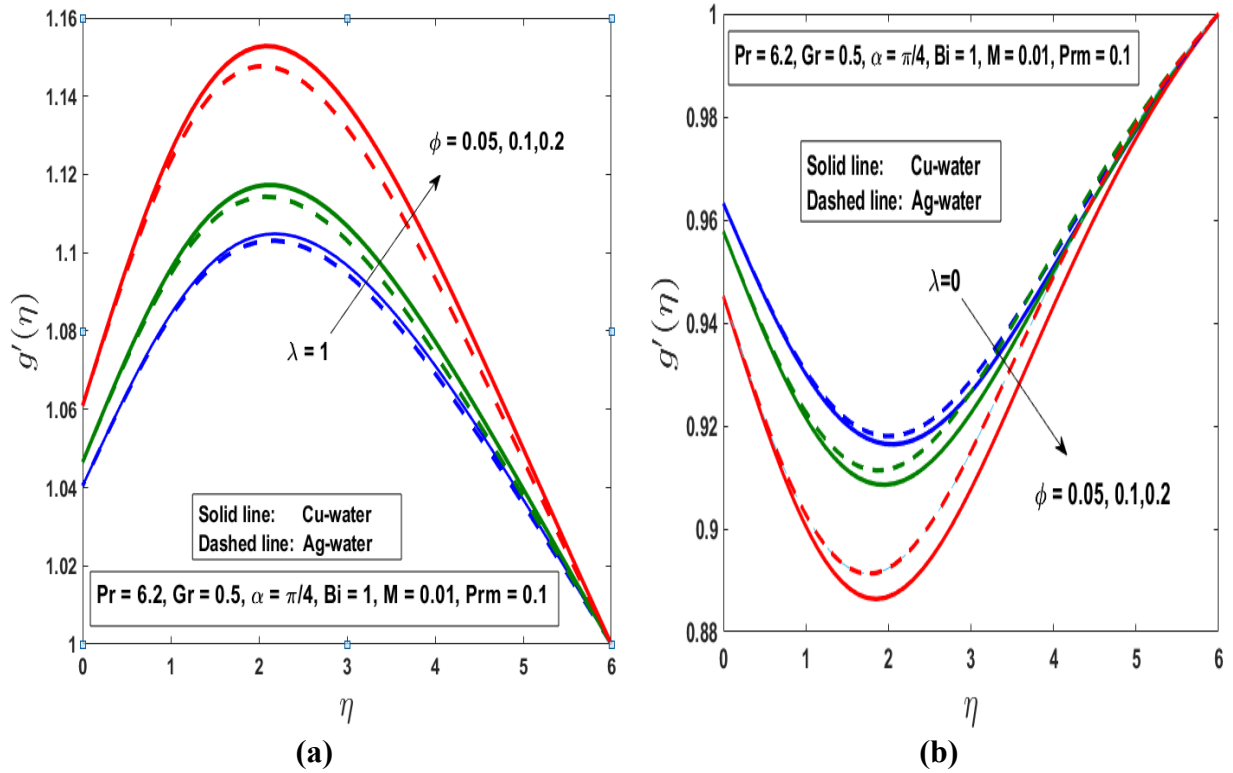 1.16
1.14
1.12
1.1
1.08
1.06
1.04
1.02
1
g′(η)
ϕ = 0.05, 0.1,0.2
λ = 1
Solid line: Cu-water
Dashed line: Ag-water
Pr = 6.2, Gr = 0.5, α = π/4, Bi = 1, M = 0.01, Prm = 0.1
0 1 2 3 4 5 6
η
(a)
1
0.98
0.96
0.94
0.92
0.9
0.88
g′(η)
Pr = 6.2, Gr = 0.5, α = π/4, Bi = 1, M = 0.01, Prm = 0.1
Solid line: Cu-water
Dashed line: Ag-water
λ=0
ϕ = 0.05, 0.1,0.2
0 1 2 3 4 5 6
η
(b)